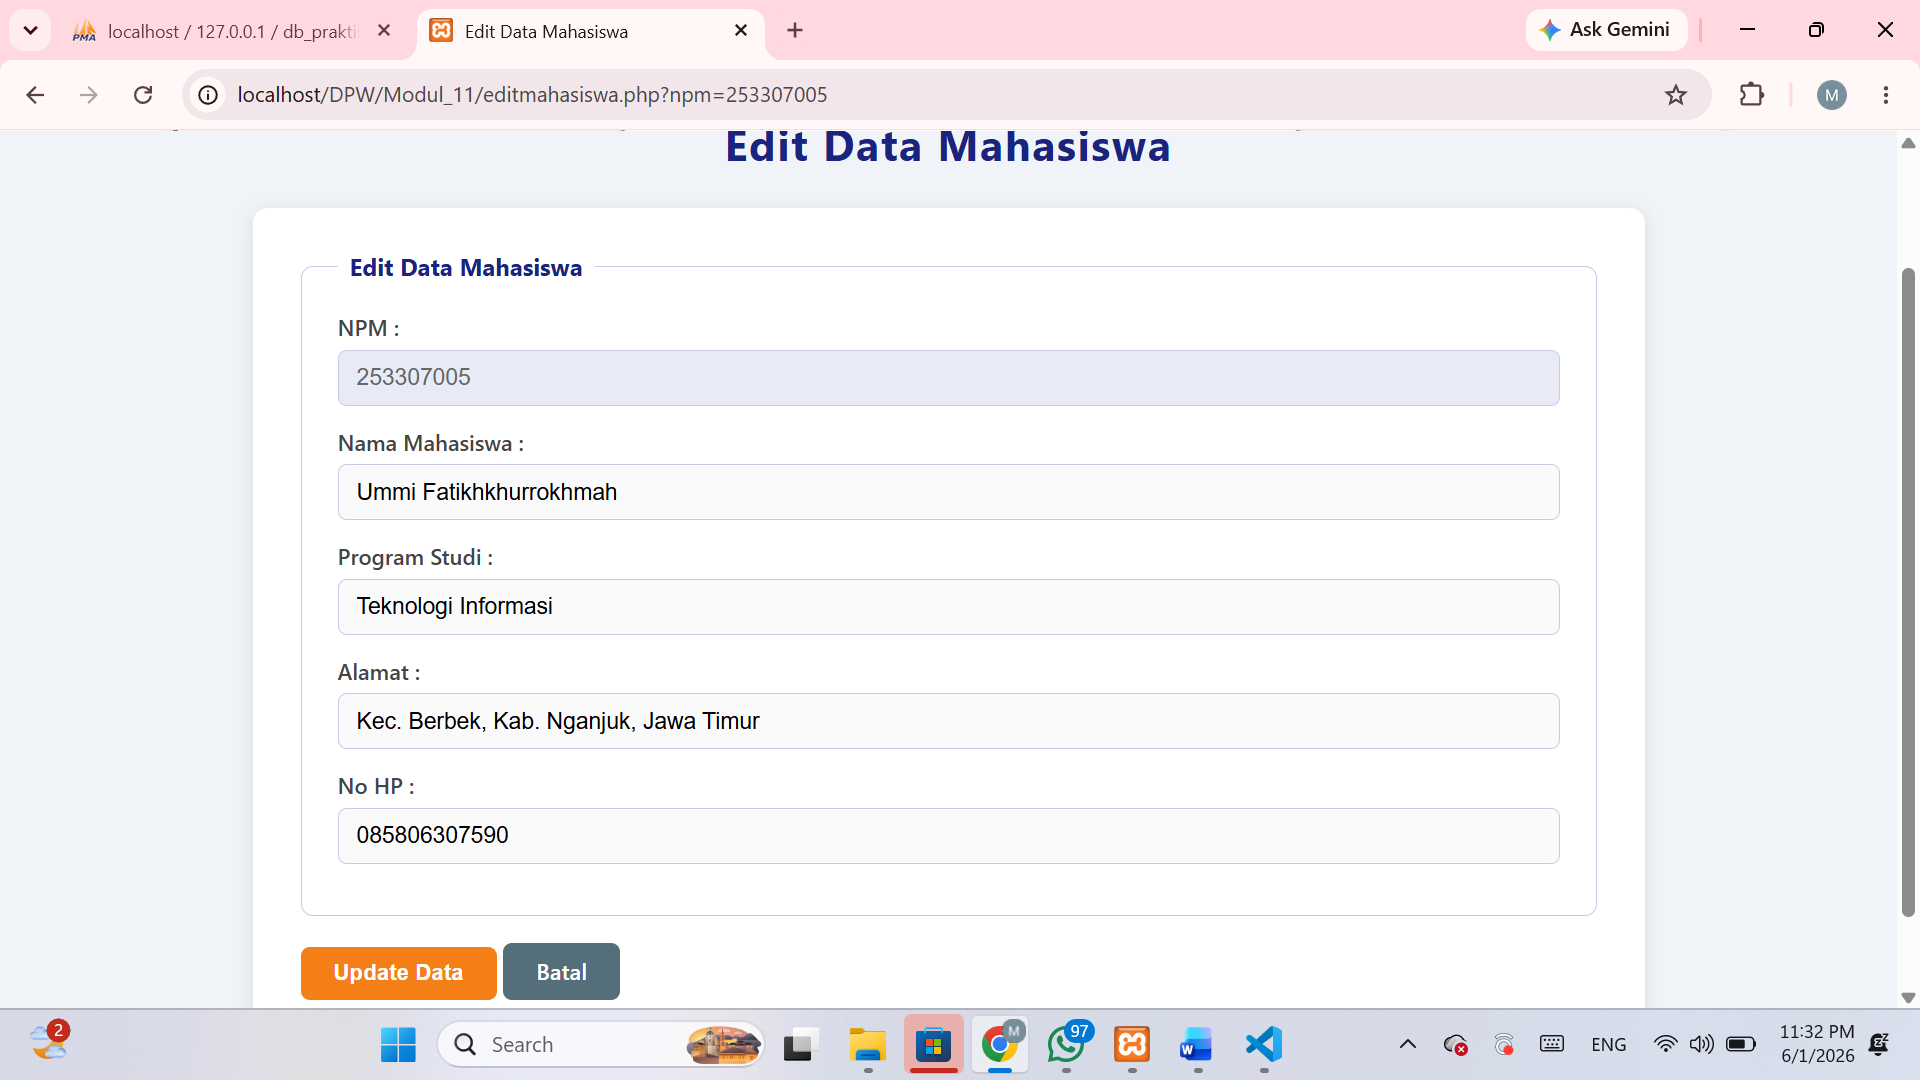 localhost / 127.0.0.1 / db_prakti
Edit Data Mahasiswa
Ask Gemini
localhost/DPW/Modul_11/editmahasiswa.php?npm=253307005
M
Edit Data Mahasiswa
Edit Data Mahasiswa
NPM :
253307005
Nama Mahasiswa :
Ummi Fatikhkhurrokhmah
Program Studi :
Teknologi Informasi
Alamat :
Kec. Berbek, Kab. Nganjuk, Jawa Timur
No HP :
085806307590
Update Data Batal
2
Search
M
97
W
ENG
11:32 PM
6/1/2026